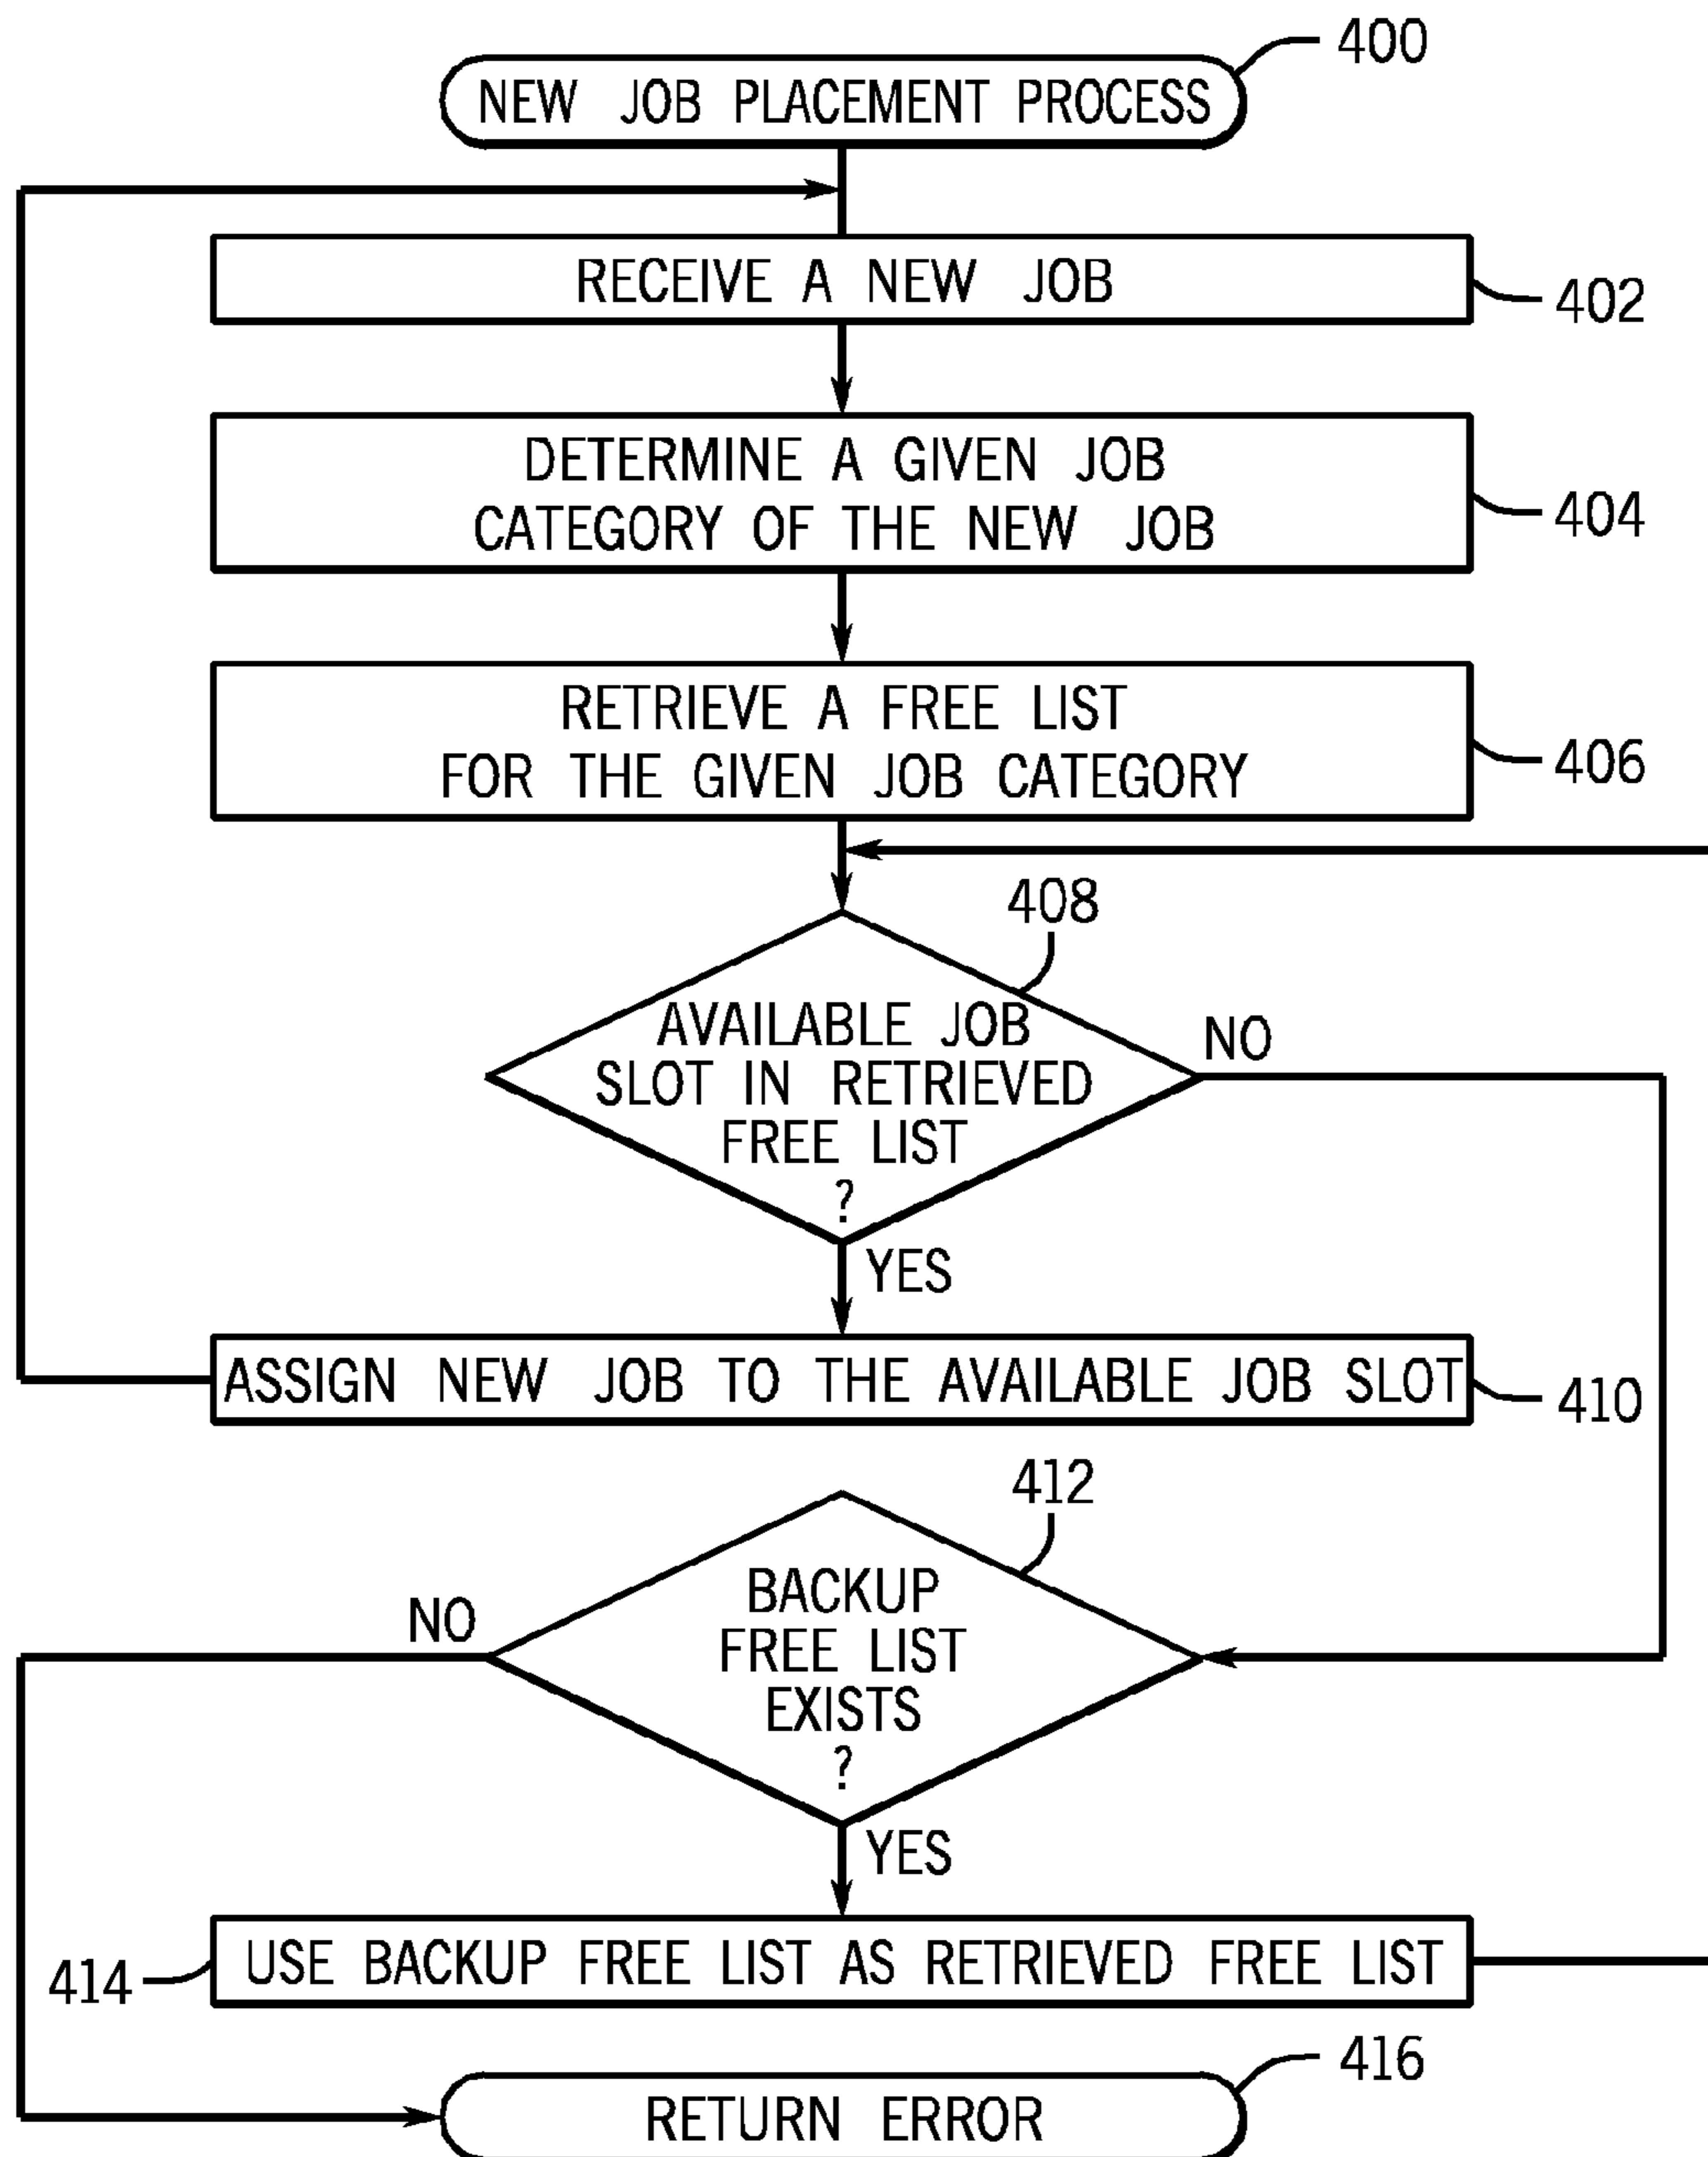 400
NEW JOB PLACEMENT PROCESS
RECEIVE A NEW JOB
402
DETERMINE A GIVEN JOB
CATEGORY OF THE NEW JOB
404
RETRIEVE A FREE LIST
FOR THE GIVEN JOB CATEGORY
406
408
AVAILABLE JOB
SLOT IN RETRIEVED
FREE LIST
?
NO
YES
ASSIGN NEW JOB TO THE AVAILABLE JOB SLOT
410
412
BACKUP
FREE LIST
EXISTS
?
NO
YES
USE BACKUP FREE LIST AS RETRIEVED FREE LIST
414
416
RETURN ERROR